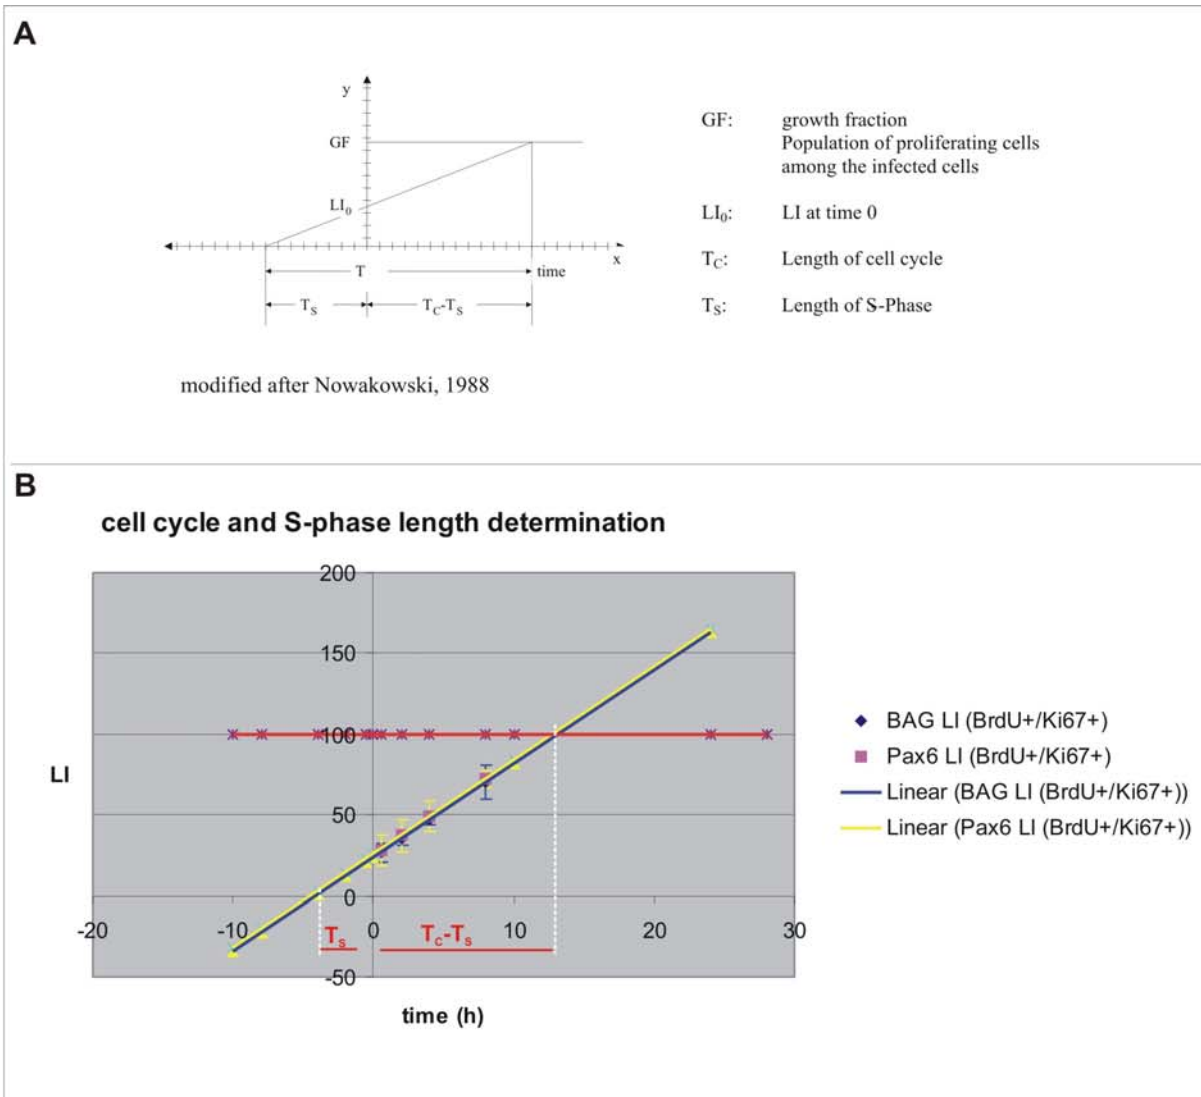 A
y
GF
LI0
x
T
time
TS
TC-TS
GF: growth fraction
Population of proliferating cells
among the infected cells
LI0: LI at time 0
TC: Length of cell cycle
TS: Length of S-Phase
modified after Nowakowski, 1988
B
cell cycle and S-phase length determination
200
150
100
50
0
-50
LI
-20 -10 0 10 20 30
Ts
Tc-Ts
time (h)
BAG LI (BrdU+/Ki67+)
Pax6 LI (BrdU+/Ki67+)
Linear (BAG LI (BrdU+/Ki67+))
Linear (Pax6 LI (BrdU+/Ki67+))